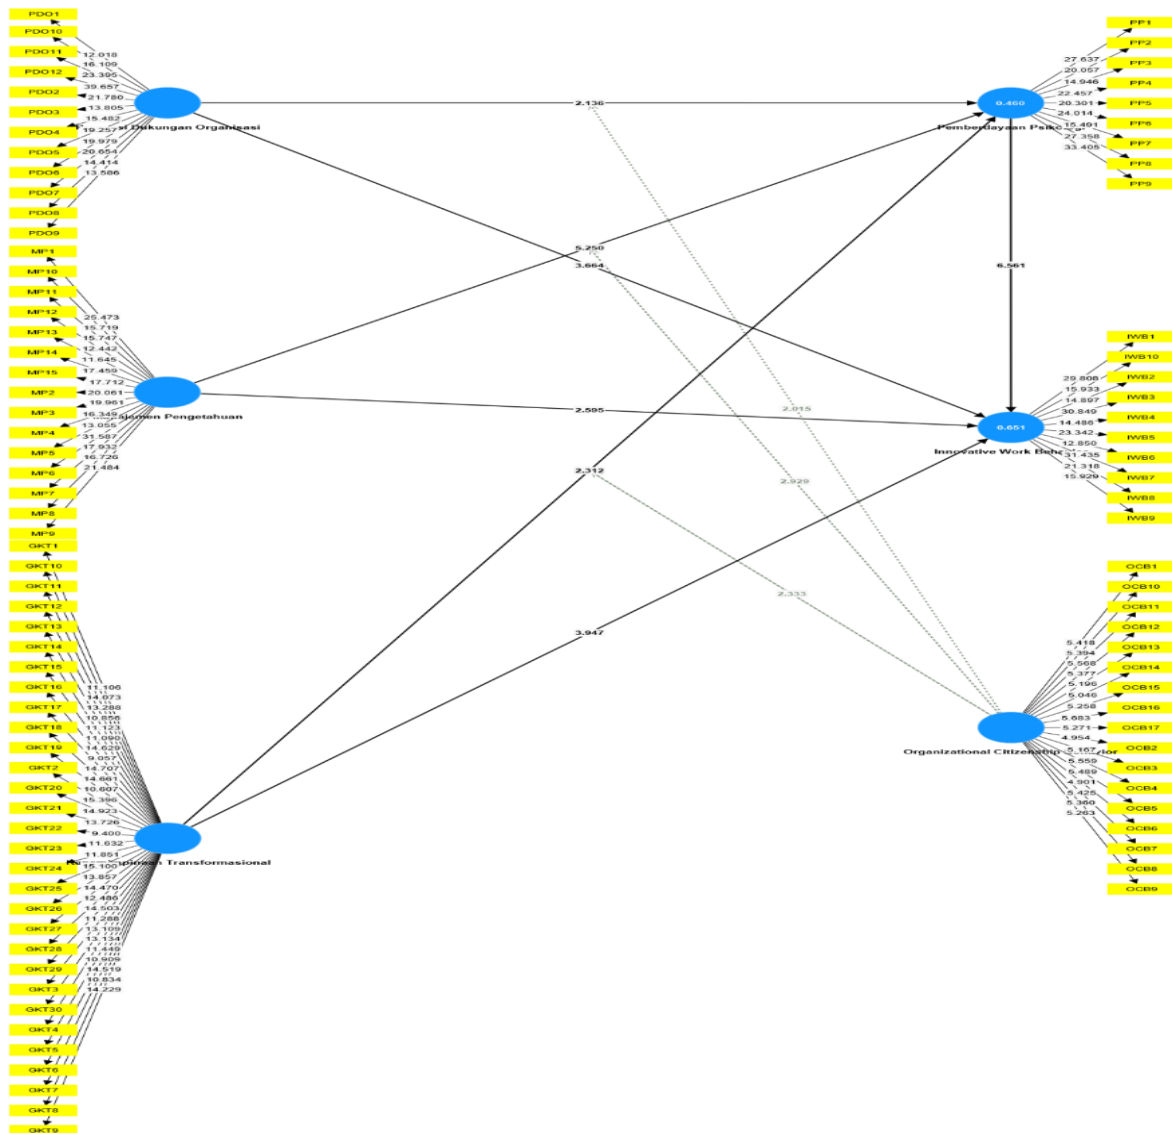 PDO1
PDO10
PDO11
PDO12
PDO2
PDO3
PDO4
PDO5
PDO6
PDO7
PDO8
PDO9
12.018
16.109
23.395
39.657
21.780
13.805
15.482
19.257
19.979
20.654
14.414
13.586
Dukungan Organisasi
MP1
MP10
MP11
MP12
MP13
MP14
MP15
MP2
MP3
MP4
MP5
MP6
MP7
MP8
MP9
25.473
15.719
15.747
12.442
11.645
17.459
17.712
20.061
19.961
16.349
13.055
31.587
17.932
16.726
21.484
Pengetahuan
GKT1
GKT10
GKT11
GKT12
GKT13
GKT14
GKT15
GKT16
GKT17
GKT18
GKT19
GKT2
GKT20
GKT21
GKT22
GKT23
GKT24
GKT25
GKT26
GKT27
GKT28
GKT29
GKT3
GKT30
GKT4
GKT5
GKT6
GKT7
GKT8
GKT9
11.106
14.073
13.288
10.856
11.123
11.090
14.629
9.057
14.707
14.661
10.607
15.396
14.923
13.726
9.400
11.632
11.851
15.100
13.857
14.470
12.486
14.503
11.288
13.109
13.134
11.449
10.909
14.519
10.834
14.229
Transformasional
2.136
5.250
3.664
2.595
2.312
3.947
6.561
2.015
2.929
2.333
0.460
Pemberdayaan
27.637
20.057
14.946
22.457
20.301
24.014
15.491
27.358
33.405
PP1
PP2
PP3
PP4
PP5
PP6
PP7
PP8
PP9
0.651
Innovative Work
29.806
15.933
14.897
30.849
14.486
23.342
12.850
31.435
21.318
15.929
IWB1
IWB10
IWB2
IWB3
IWB4
IWB5
IWB6
IWB7
IWB8
IWB9
Organizational
5.418
5.394
5.568
5.377
5.196
5.046
5.258
5.683
5.271
4.954
5.167
5.559
5.489
4.901
5.425
5.360
5.263
OCB1
OCB10
OCB11
OCB12
OCB13
OCB14
OCB15
OCB16
OCB17
OCB2
OCB3
OCB4
OCB5
OCB6
OCB7
OCB8
OCB9